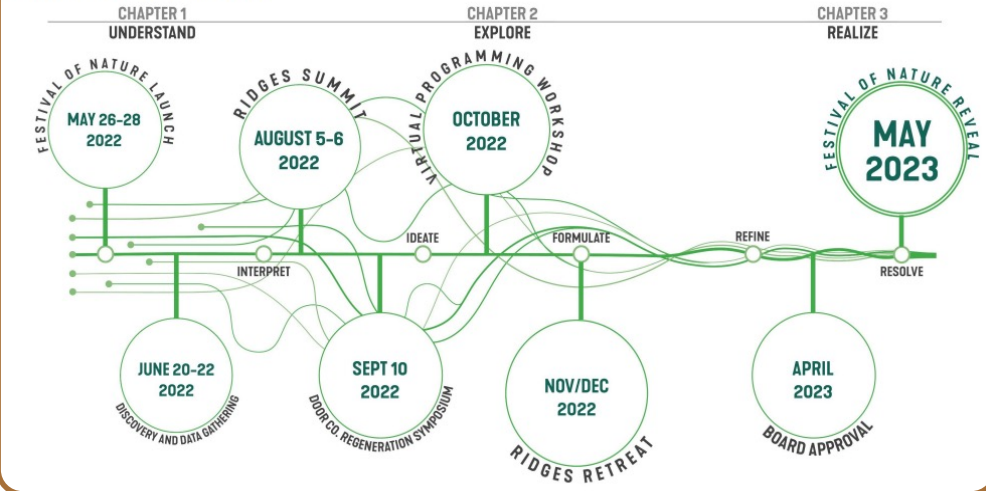 CHAPTER 1
UNDERSTAND
CHAPTER 2
EXPLORE
CHAPTER 3
REALIZE
FESTIVAL OF NATURE LAUNCH
MAY 26-28
2022
RIDGES SUMMIT
AUGUST 5-6
2022
VIRTUAL PROGRAMMING WORKSHOP
OCTOBER
2022
FESTIVAL OF NATURE REVEAL
MAY
2023
INTERPRET
IDEATE
FORMULATE
REFINE
RESOLVE
JUNE 20-22
2022
DISCOVERY AND DATA GATHERING
SEPT 10
2022
DOOR CO. REGENERATION SYMPOSIUM
NOV/DEC
2022
RIDGES RETREAT
APRIL
2023
BOARD APPROVAL